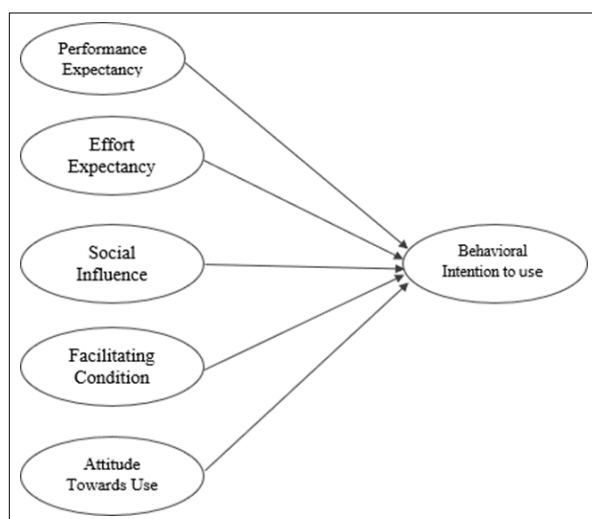 Performance
Expectancy
Effort
Expectancy
Social
Influence
Behavioral
Intention to use
Facilitating
Condition
Attitude
Towards Use